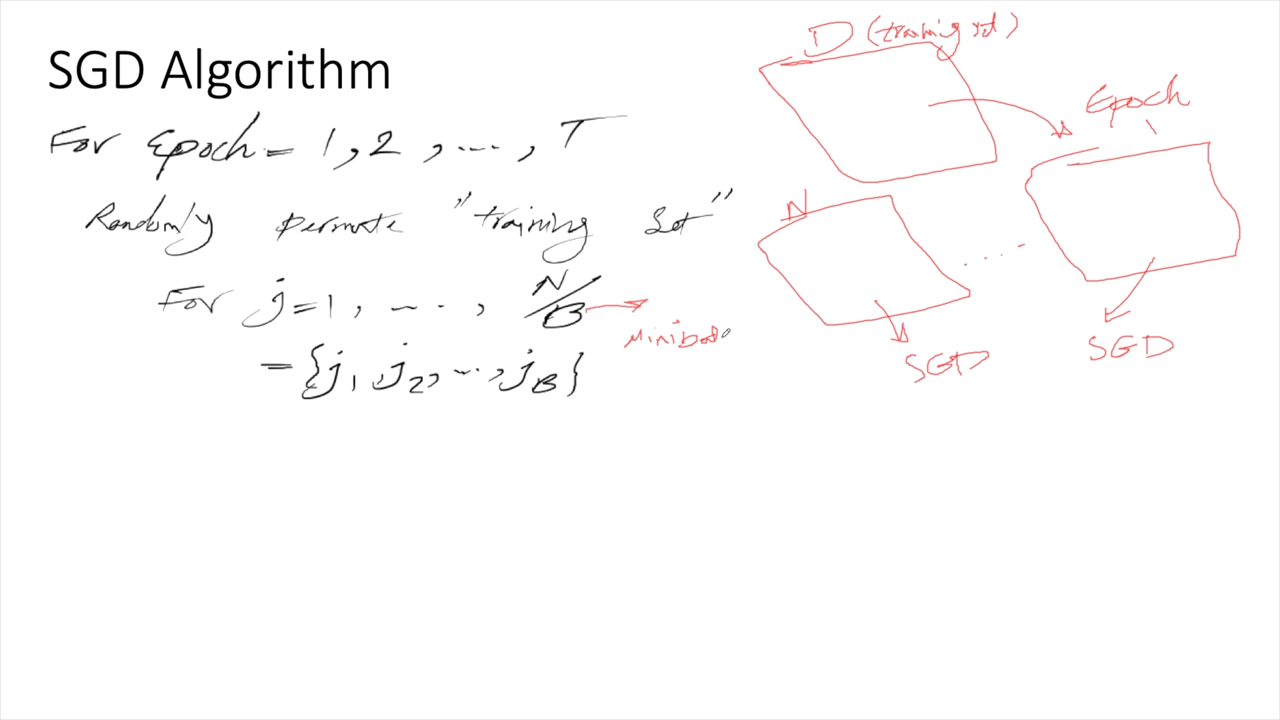 SGD Algorithm
For Epoch = 1, 2, ..., T
Randomly permute "training set"
For j = 1, ..., N/B
= {j1, j2, ..., jB}
Minibat
D (training set)
Epoch
N
.....
SGD
SGD